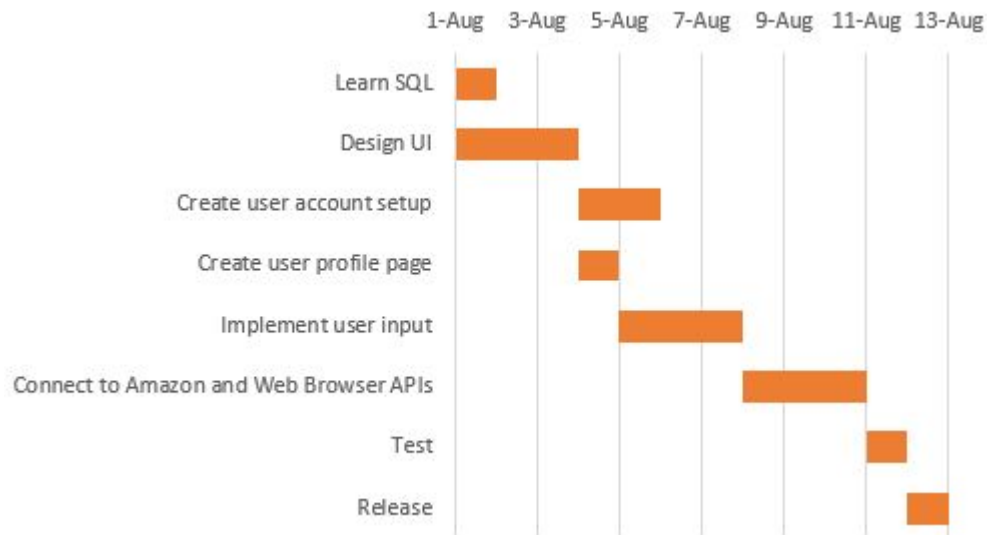 1-Aug 3-Aug 5-Aug 7-Aug 9-Aug 11-Aug 13-Aug
Learn SQL
Design UI
Create user account setup
Create user profile page
Implement user input
Connect to Amazon and Web Browser APIs
Test
Release